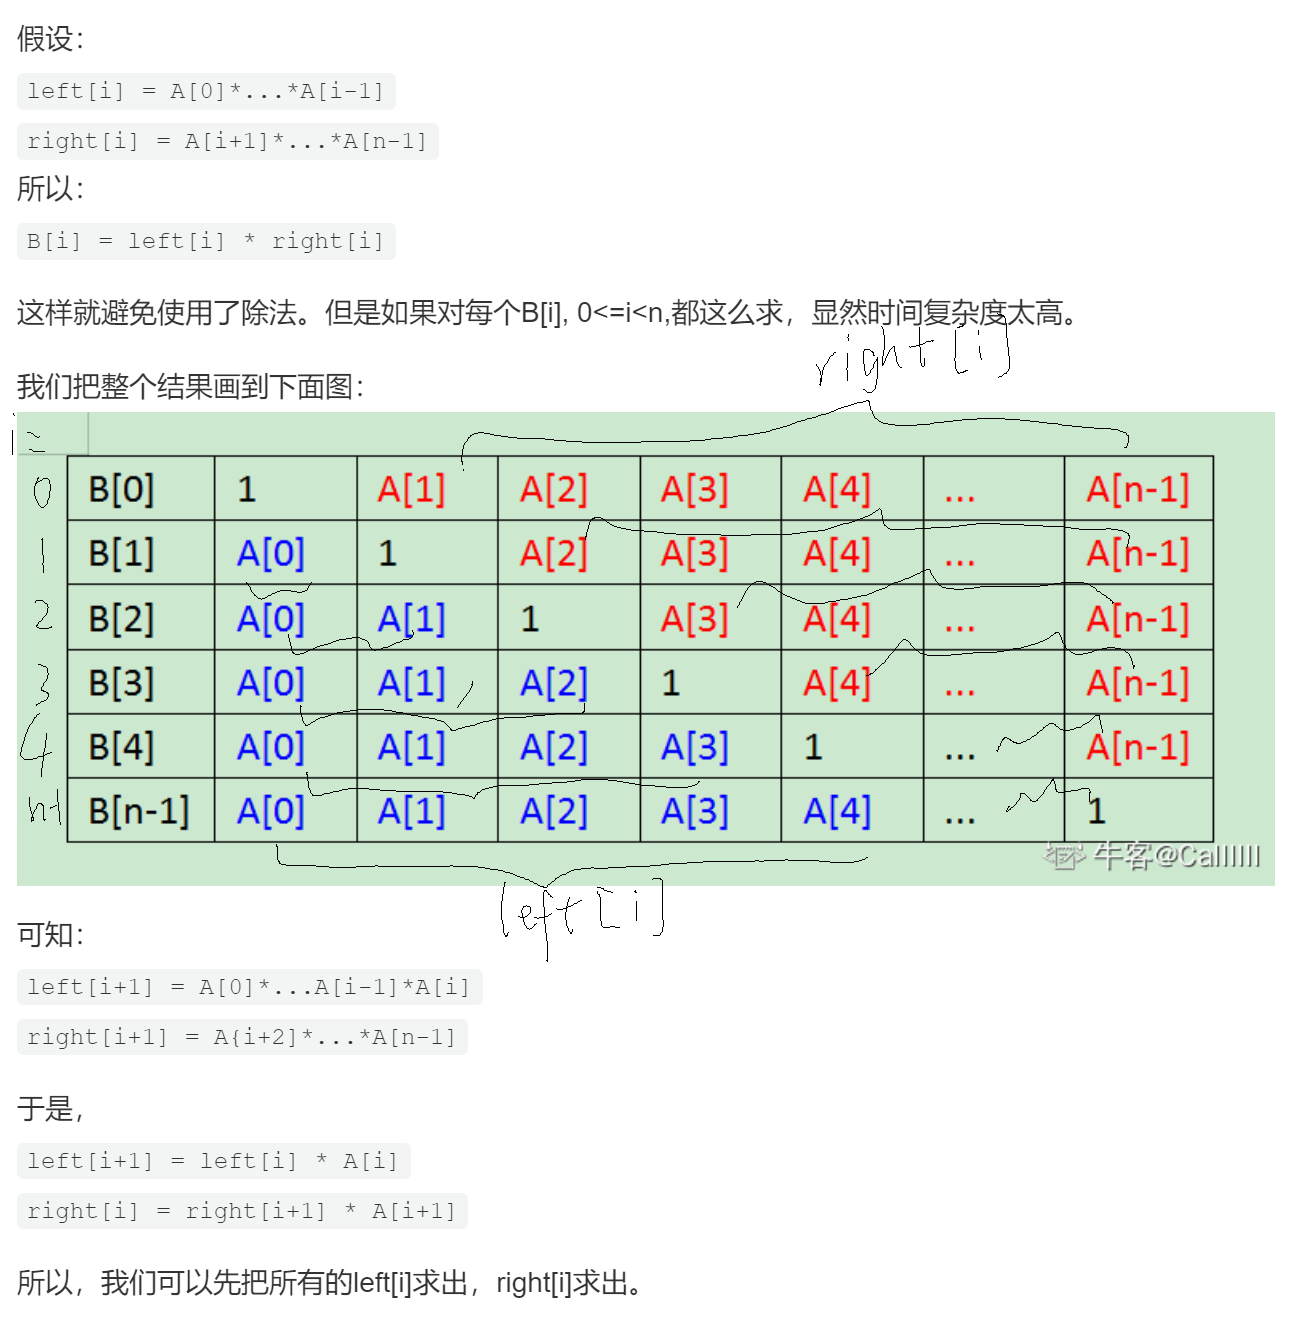 假设：
left[i] = A[0]*...*A[i-1]
right[i] = A[i+1]*...*A[n-1]
所以：
B[i] = left[i] * right[i]
这样就避免使用了除法。但是如果对每个B[i], 0<=i<n,都这么求，显然时间复杂度太高。
right[i]
我们把整个结果画到下面图：
i=
0 B[0] 1 A[1] A[2] A[3] A[4] ... A[n-1]
1 B[1] A[0] 1 A[2] A[3] A[4] ... A[n-1]
2 B[2] A[0] A[1] 1 A[3] A[4] ... A[n-1]
3 B[3] A[0] A[1] A[2] 1 A[4] ... A[n-1]
4 B[4] A[0] A[1] A[2] A[3] 1 ... A[n-1]
n-1 B[n-1] A[0] A[1] A[2] A[3] A[4] ... 1
牛客@Callllll
left[i]
可知：
left[i+1] = A[0]*...A[i-1]*A[i]
right[i+1] = A{i+2]*...*A[n-1]
于是，
left[i+1] = left[i] * A[i]
right[i] = right[i+1] * A[i+1]
所以，我们可以先把所有的left[i]求出，right[i]求出。